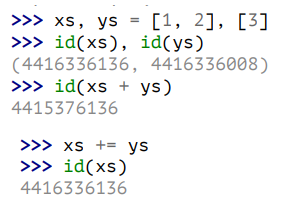 >>> xs, ys = [1, 2], [3]
>>> id(xs), id(ys)
(4416336136, 4416336008)
>>> id(xs + ys)
4415376136
>>> xs += ys
>>> id(xs)
4416336136